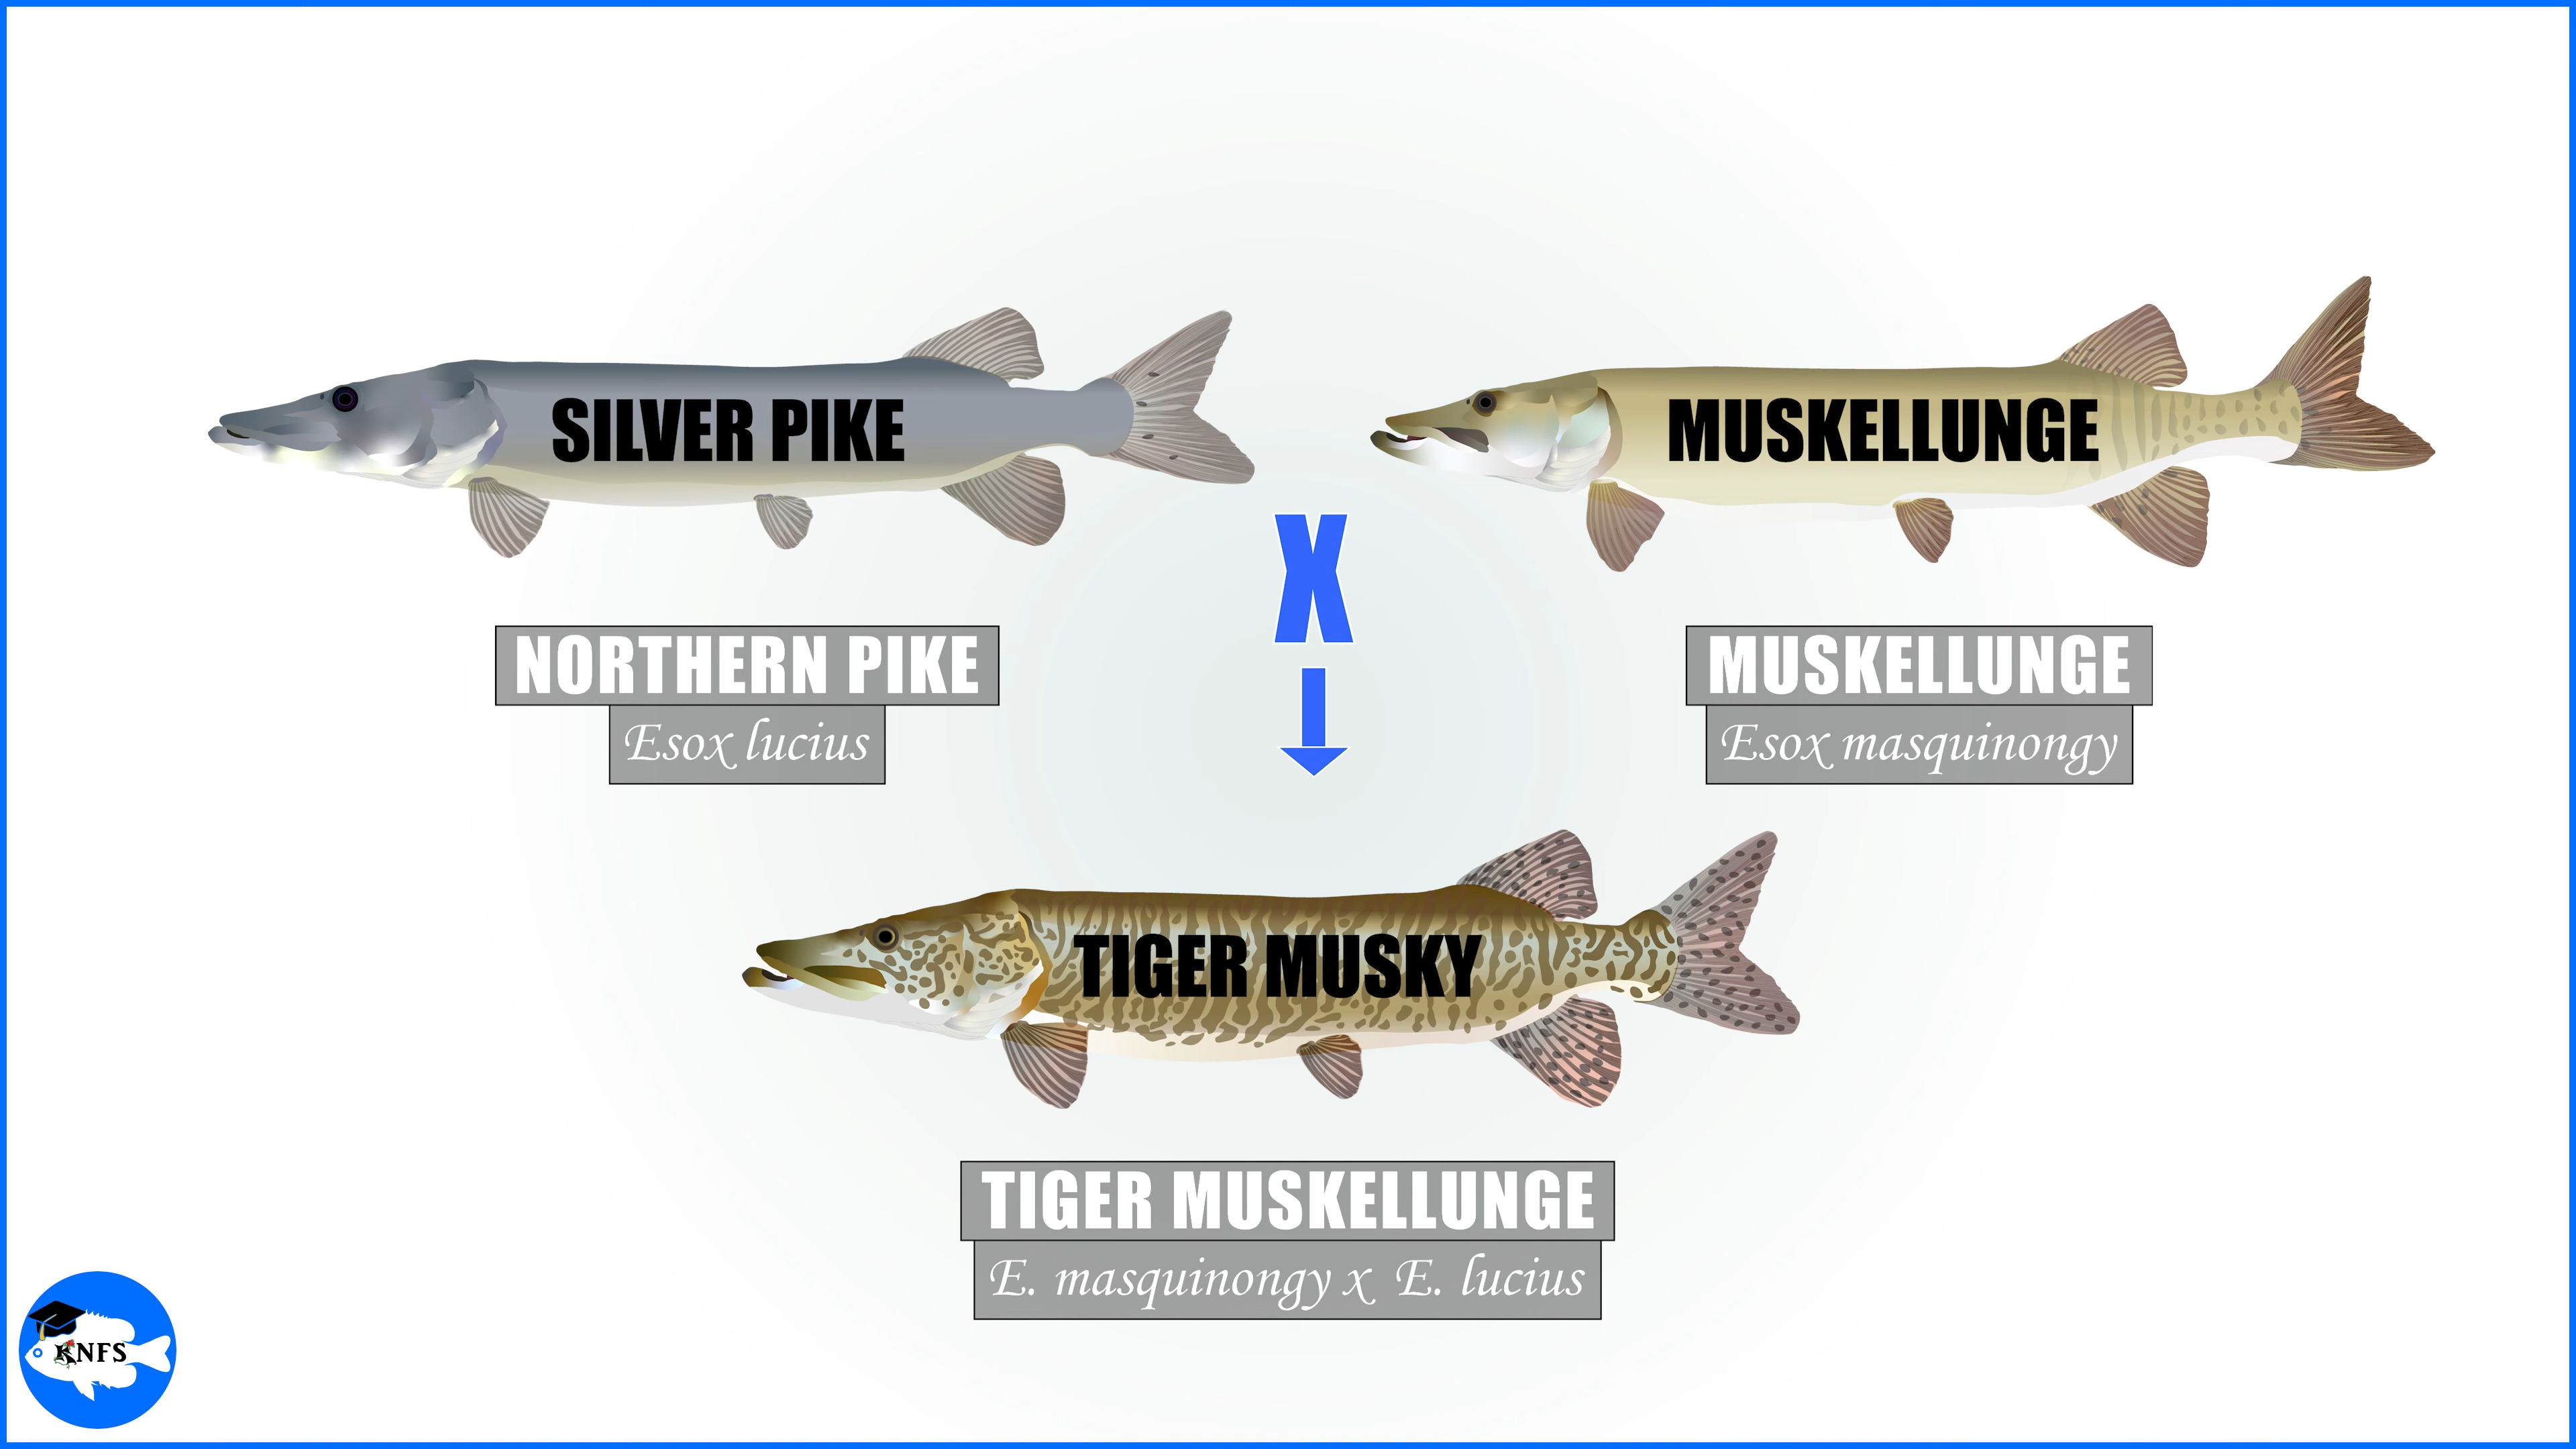 SILVER PIKE
MUSKELLUNGE
X
NORTHERN PIKE
Esox lucius
MUSKELLUNGE
Esox masquinongy
TIGER MUSKY
TIGER MUSKELLUNGE
E. masquinongy x E. lucius
KNFS